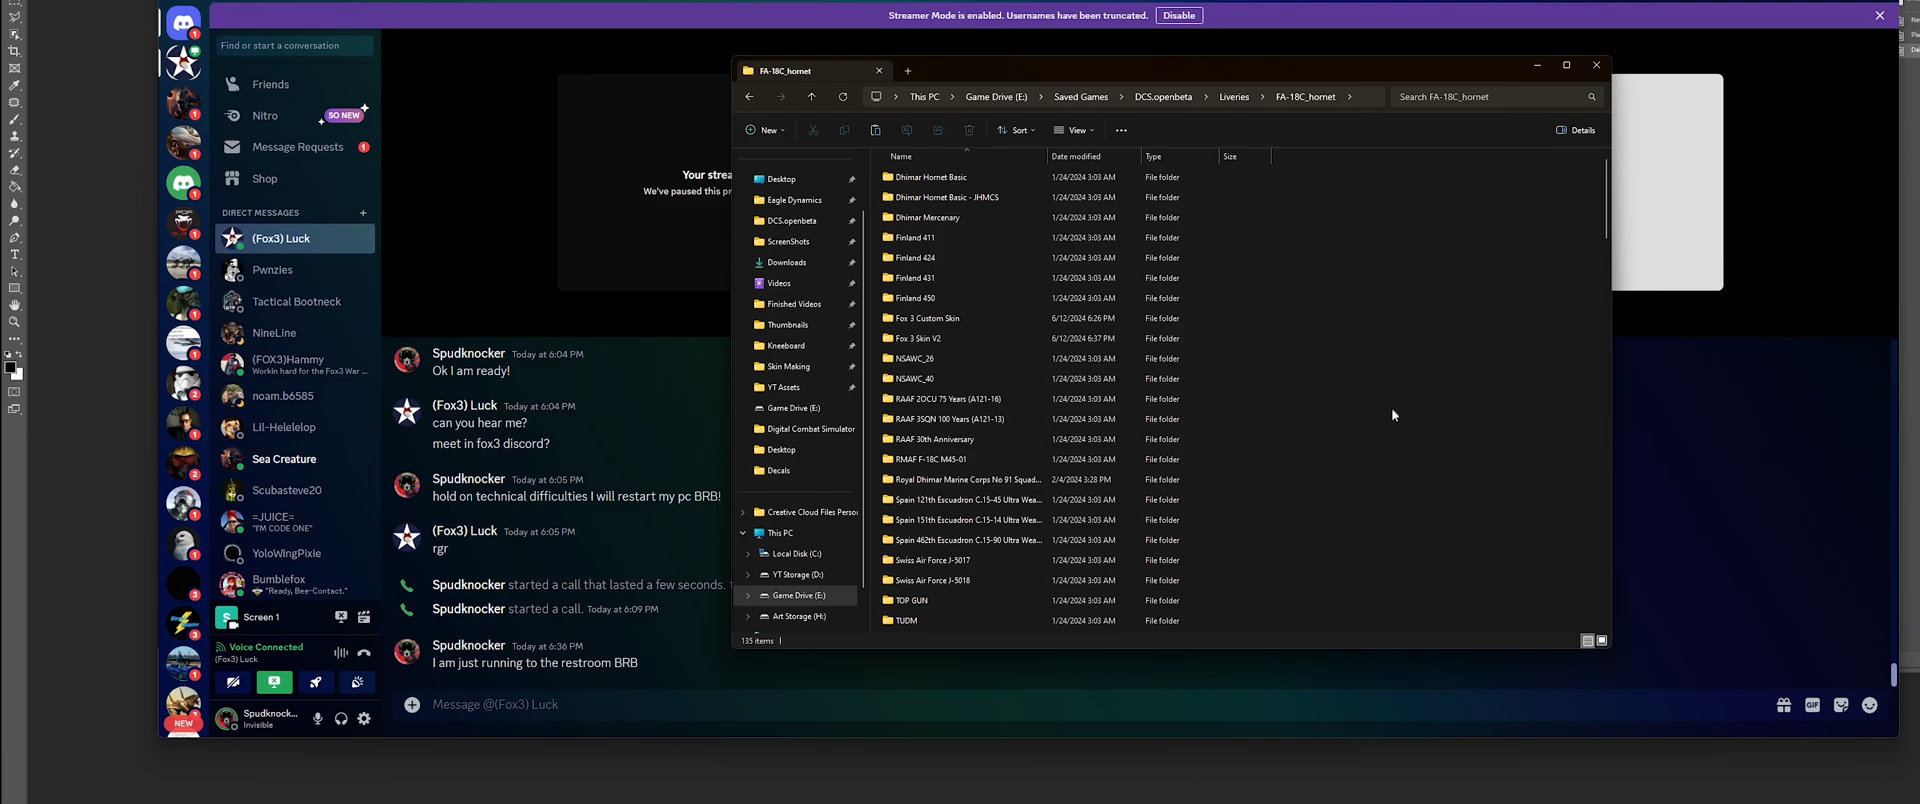 Streamer Mode is enabled. Usernames have been truncated.
Disable
Find or start a conversation
Friends
Nitro
SO NEW
Message Requests
1
Shop
DIRECT MESSAGES
(Fox3) Luck
Pwnzies
Tactical Bootneck
NineLine
(FOX3)Hammy
Workin hard for the Fox3 War ...
noam.b6585
Lil-Helelelop
Sea Creature
Scubasteve20
=JUICE=
"I'M CODE ONE"
YoloWingPixie
Bumblefox
"Ready, Bee-Contact."
Screen 1
Voice Connected
(Fox3) Luck
Spudknock...
Invisible
NEW
Your strea
We've paused this pr
Spudknocker Today at 6:04 PM
Ok I am ready!
(Fox3) Luck Today at 6:04 PM
can you hear me?
meet in fox3 discord?
Spudknocker Today at 6:05 PM
hold on technical difficulties I will restart my pc BRB!
(Fox3) Luck Today at 6:05 PM
rgr
Spudknocker started a call that lasted a few seconds.
Spudknocker started a call. Today at 6:09 PM
Spudknocker Today at 6:36 PM
I am just running to the restroom BRB
Message @(Fox3) Luck
GIF
FA-18C_hornet
This PC > Game Drive (E:) > Saved Games > DCS.openbeta > Liveries > FA-18C_hornet >
Search FA-18C_hornet
New
Sort
View
Details
Desktop
Eagle Dynamics
DCS.openbeta
ScreenShots
Downloads
Videos
Finished Videos
Thumbnails
Kneeboard
Skin Making
YT Assets
Game Drive (E:)
Digital Combat Simulator
Desktop
Decals
Creative Cloud Files Perso
This PC
Local Disk (C:)
YT Storage (D:)
Game Drive (E:)
Art Storage (H:)
Name Date modified Type Size
Dhimar Hornet Basic 1/24/2024 3:03 AM File folder
Dhimar Hornet Basic - JHMCS 1/24/2024 3:03 AM File folder
Dhimar Mercenary 1/24/2024 3:03 AM File folder
Finland 411 1/24/2024 3:03 AM File folder
Finland 424 1/24/2024 3:03 AM File folder
Finland 431 1/24/2024 3:03 AM File folder
Finland 450 1/24/2024 3:03 AM File folder
Fox 3 Custom Skin 6/12/2024 6:26 PM File folder
Fox 3 Skin V2 6/12/2024 6:37 PM File folder
NSAWC_26 1/24/2024 3:03 AM File folder
NSAWC_40 1/24/2024 3:03 AM File folder
RAAF 2OCU 75 Years (A121-16) 1/24/2024 3:03 AM File folder
RAAF 3SQN 100 Years (A121-13) 1/24/2024 3:03 AM File folder
RAAF 30th Anniversary 1/24/2024 3:03 AM File folder
RMAF F-18C M45-01 1/24/2024 3:03 AM File folder
Royal Dhimar Marine Corps No 91 Squad... 2/4/2024 3:28 PM File folder
Spain 121th Escuadron C.15-45 Ultra Wea... 1/24/2024 3:03 AM File folder
Spain 151th Escuadron C.15-14 Ultra Wea... 1/24/2024 3:03 AM File folder
Spain 462th Escuadron C.15-90 Ultra Wea... 1/24/2024 3:03 AM File folder
Swiss Air Force J-5017 1/24/2024 3:03 AM File folder
Swiss Air Force J-5018 1/24/2024 3:03 AM File folder
TOP GUN 1/24/2024 3:03 AM File folder
TUDM 1/24/2024 3:03 AM File folder
135 items